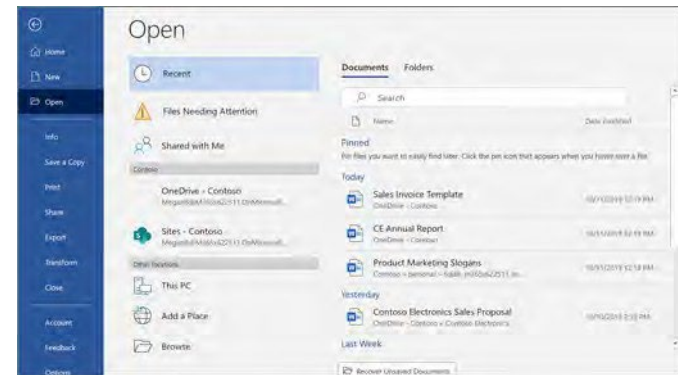 Open
Home
New
Open
Info
Save a Copy
Print
Share
Export
Transform
Close
Account
Feedback
Options
Recent
Files Needing Attention
Shared with Me
Contoso
OneDrive - Contoso
Sites - Contoso
Other locations
This PC
Add a Place
Browse
Documents Folders
Search
Name Date modified
Pinned
Pin files you want to easily find later. Click the pin icon that appears when you hover over a file.
Today
Sales Invoice Template
OneDrive - Contoso
CE Annual Report
OneDrive - Contoso
Product Marketing Slogans
Contoso » personal »
Yesterday
Contoso Electronics Sales Proposal
OneDrive - Contoso » Contoso Electronics
Last Week
Recover Unsaved Documents